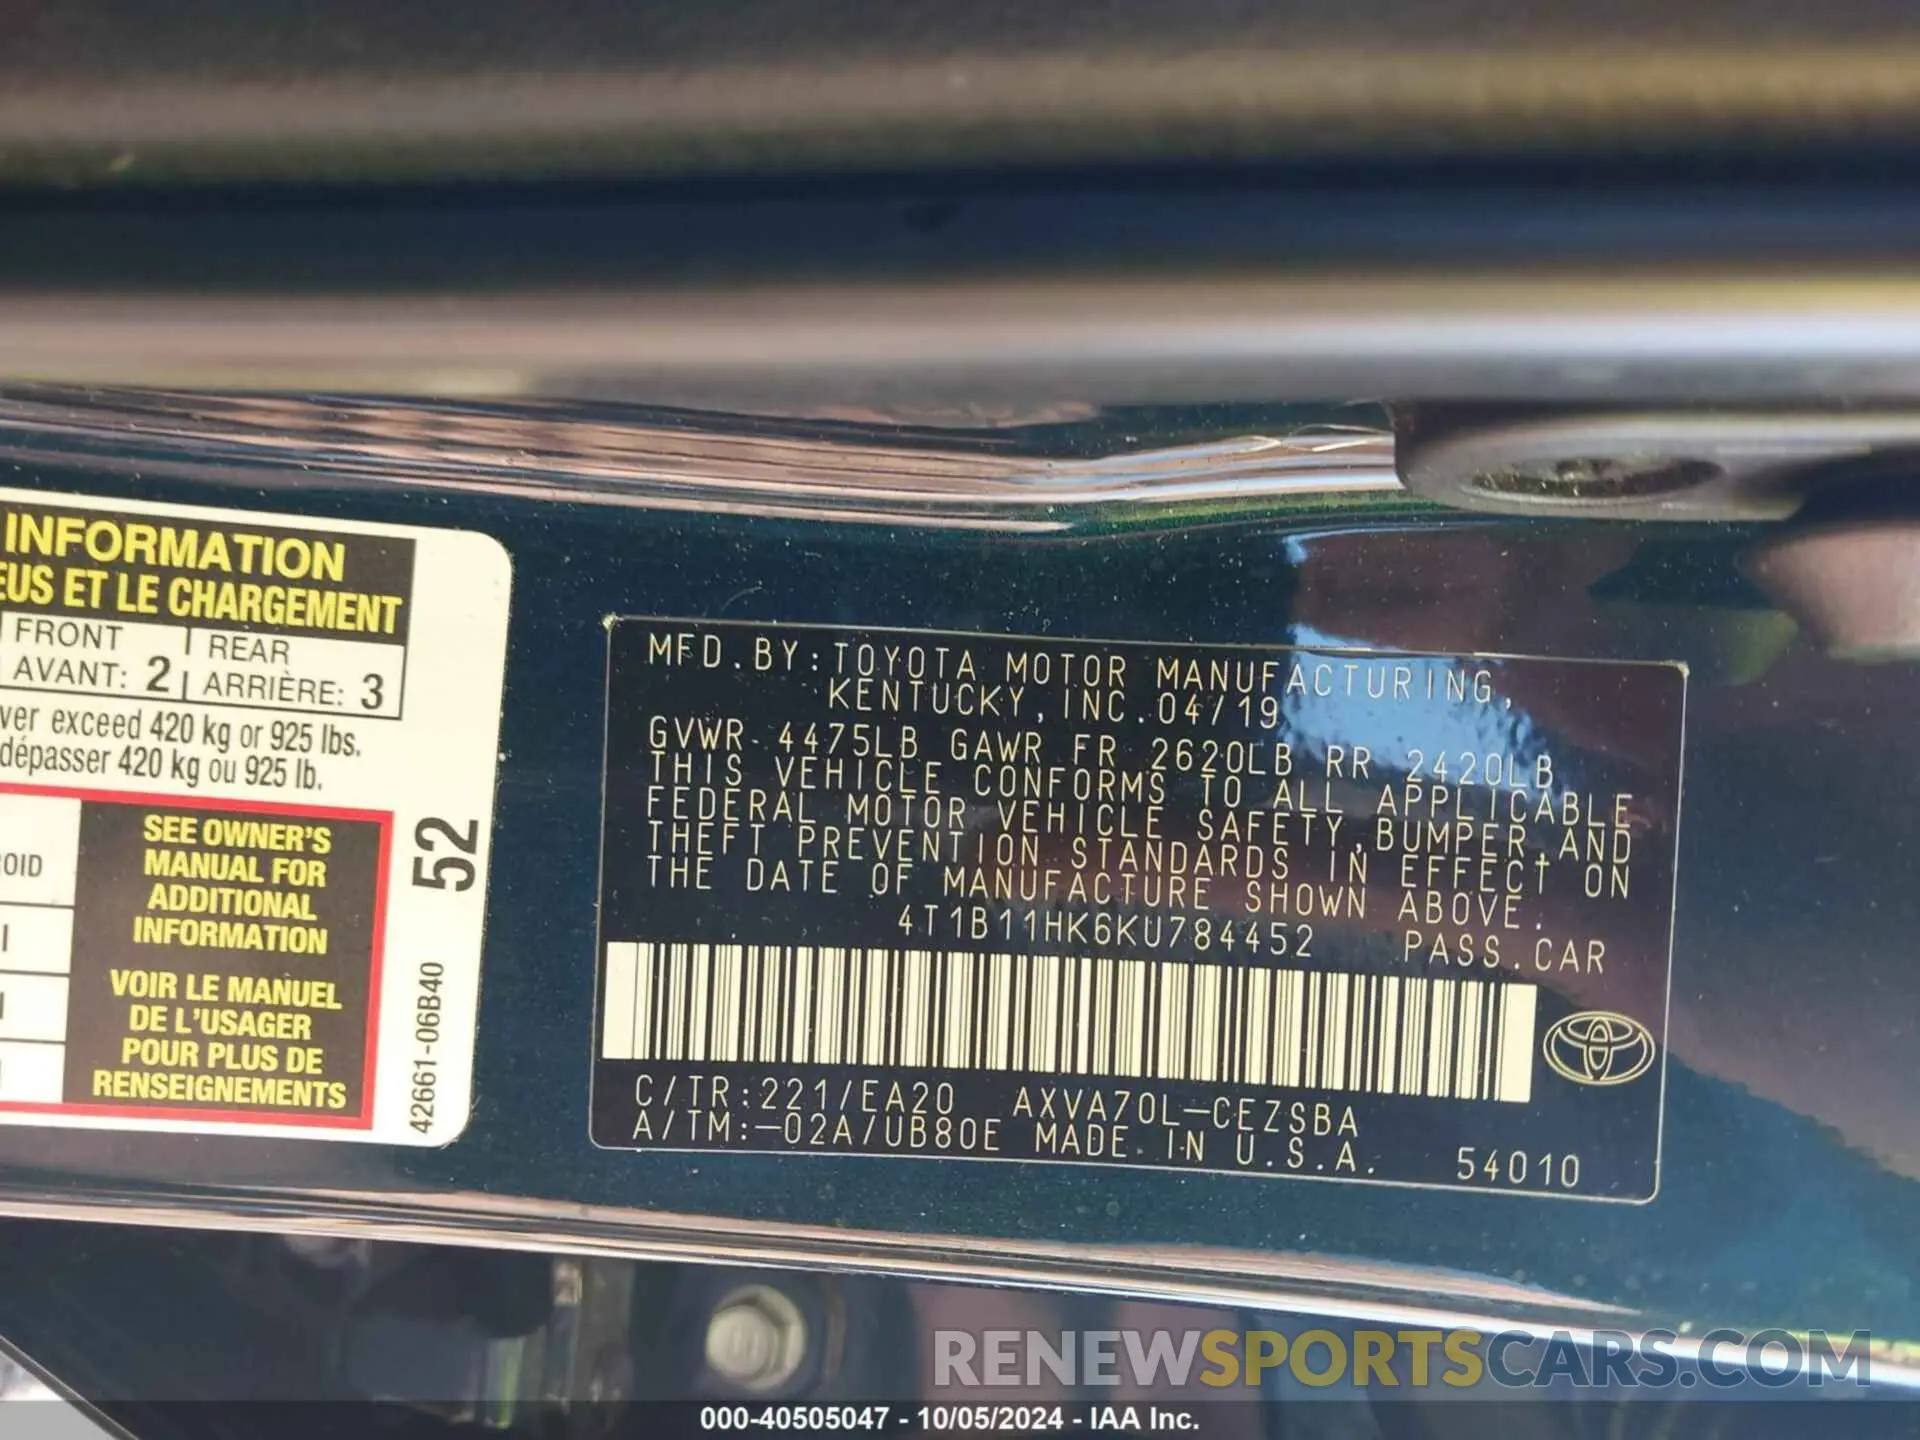 INFORMATION
EUS ET LE CHARGEMENT
FRONT
AVANT: 2
REAR
ARRIÈRE: 3
ver exceed 420 kg or 925 lbs.
dépasser 420 kg ou 925 lb.
OID
SEE OWNER'S
MANUAL FOR
ADDITIONAL
INFORMATION
VOIR LE MANUEL
DE L'USAGER
POUR PLUS DE
RENSEIGNEMENTS
52
42661-06B40
MFD.BY:TOYOTA MOTOR MANUFACTURING,
KENTUCKY,INC.04/19
GVWR 4475LB GAWR FR 2620LB RR 2420LB
THIS VEHICLE CONFORMS TO ALL APPLICABLE
FEDERAL MOTOR VEHICLE SAFETY,BUMPER,AND
THEFT PREVENTION STANDARDS IN EFFECT ON
THE DATE OF MANUFACTURE SHOWN ABOVE.
4T1B11HK6KU784452 PASS.CAR
C/TR:221/EA20 AXVA70L-CEZSBA
A/TM:-02A/UB80E MADE IN U.S.A. 54010
RENEWSPORTSCARS.COM
000-40505047 - 10/05/2024 - IAA Inc.